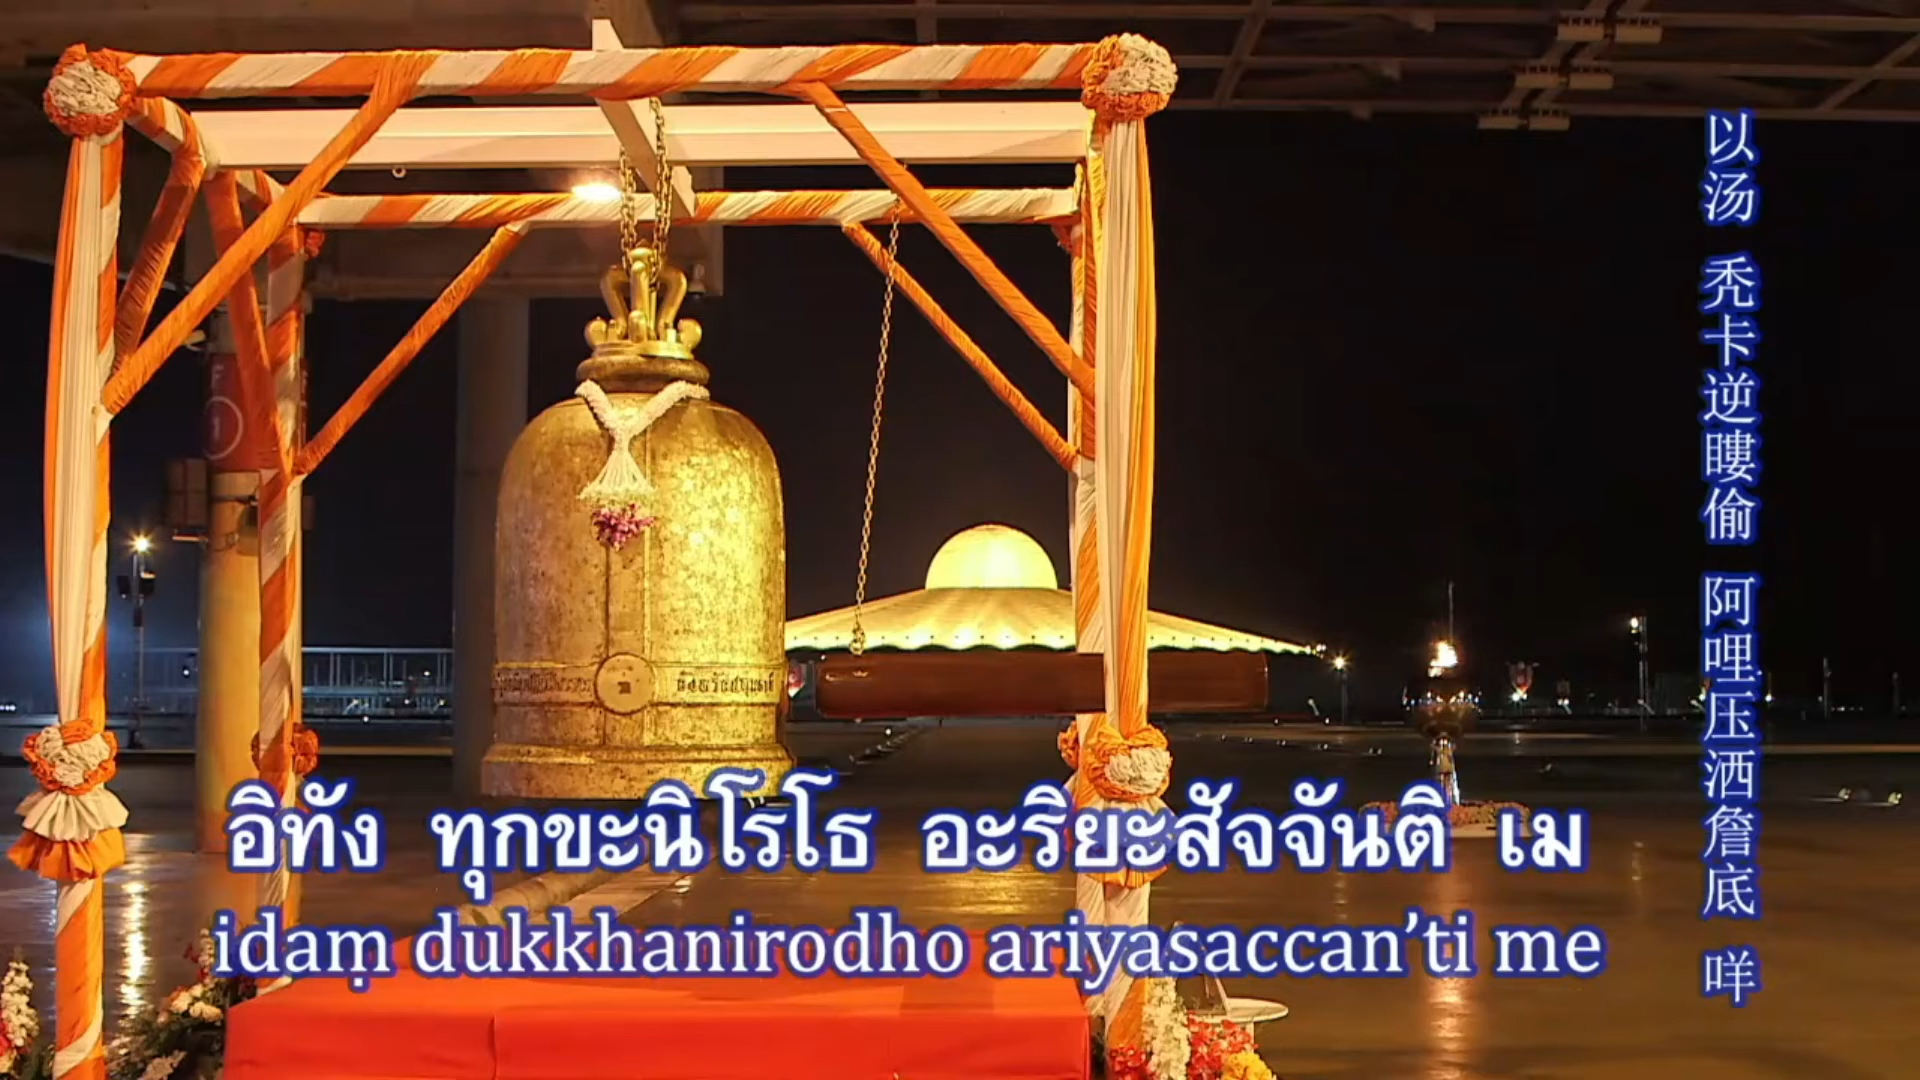 อิทัง ทุกขะนิโรโธ อะริยะสัจจันติ เม
idaṃ dukkhanirodho ariyasaccan’ti me
以汤 秃卡逆瞜偷 阿哩压洒詹底 咩